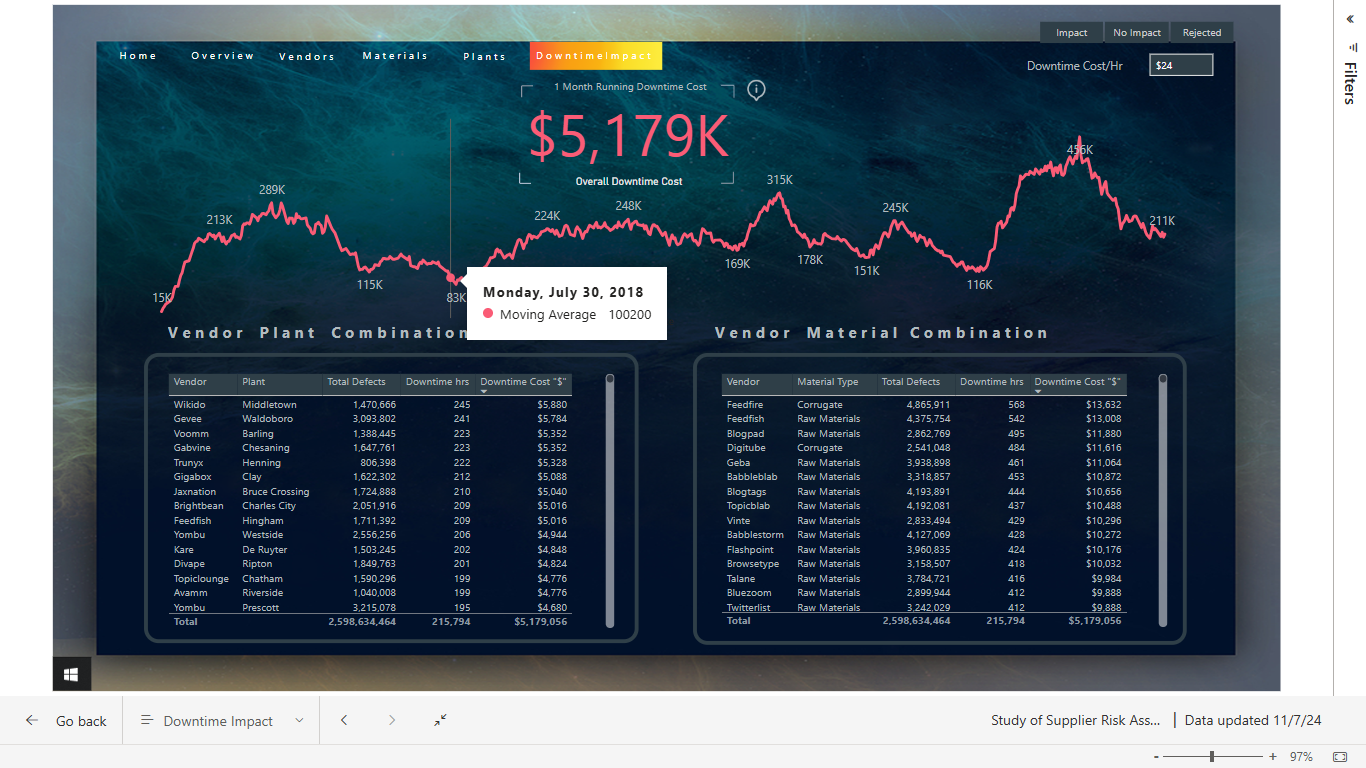 Impact No Impact Rejected
Home Overview Vendors Materials Plants DowntimeImpact
Downtime Cost/Hr $24
Filters
1 Month Running Downtime Cost
$5,179K
Overall Downtime Cost
456K
315K
289K
248K
245K
224K
213K
211K
169K
178K
151K
115K
116K
15K
83K
Monday, July 30, 2018
Moving Average 100200
Vendor Plant Combination
Vendor Material Combination
Vendor Plant Total Defects Downtime hrs Downtime Cost "$"
Wikido Middletown 1,470,666 245 $5,880
Gevee Waldoboro 3,093,802 241 $5,784
Voomm Barling 1,388,445 223 $5,352
Gabvine Chesaning 1,647,761 223 $5,352
Trunyx Henning 806,398 222 $5,328
Gigabox Clay 1,622,302 212 $5,088
Jaxnation Bruce Crossing 1,724,888 210 $5,040
Brightbean Charles City 2,051,916 209 $5,016
Feedfish Hingham 1,711,392 209 $5,016
Yombu Westside 2,556,256 206 $4,944
Kare De Ruyter 1,503,245 202 $4,848
Divape Ripton 1,849,763 201 $4,824
Topiclounge Chatham 1,590,296 199 $4,776
Avamm Riverside 1,040,008 199 $4,776
Yombu Prescott 3,215,078 195 $4,680
Total 2,598,634,464 215,794 $5,179,056
Vendor Material Type Total Defects Downtime hrs Downtime Cost "$"
Feedfire Corrugate 4,865,911 568 $13,632
Feedfish Raw Materials 4,375,754 542 $13,008
Blogpad Raw Materials 2,862,769 495 $11,880
Digitube Corrugate 2,541,048 484 $11,616
Geba Raw Materials 3,938,898 461 $11,064
Babbleblab Raw Materials 3,318,857 453 $10,872
Blogtags Raw Materials 4,193,891 444 $10,656
Topicblab Raw Materials 4,192,081 437 $10,488
Vinte Raw Materials 2,833,494 429 $10,296
Babblestorm Raw Materials 4,127,069 428 $10,272
Flashpoint Raw Materials 3,960,835 424 $10,176
Browsetype Raw Materials 3,158,507 418 $10,032
Talane Raw Materials 3,784,721 416 $9,984
Bluezoom Raw Materials 2,899,944 412 $9,888
Twitterlist Raw Materials 3,242,029 412 $9,888
Total 2,598,634,464 215,794 $5,179,056
Go back Downtime Impact Study of Supplier Risk Ass... | Data updated 11/7/24
- + 97%